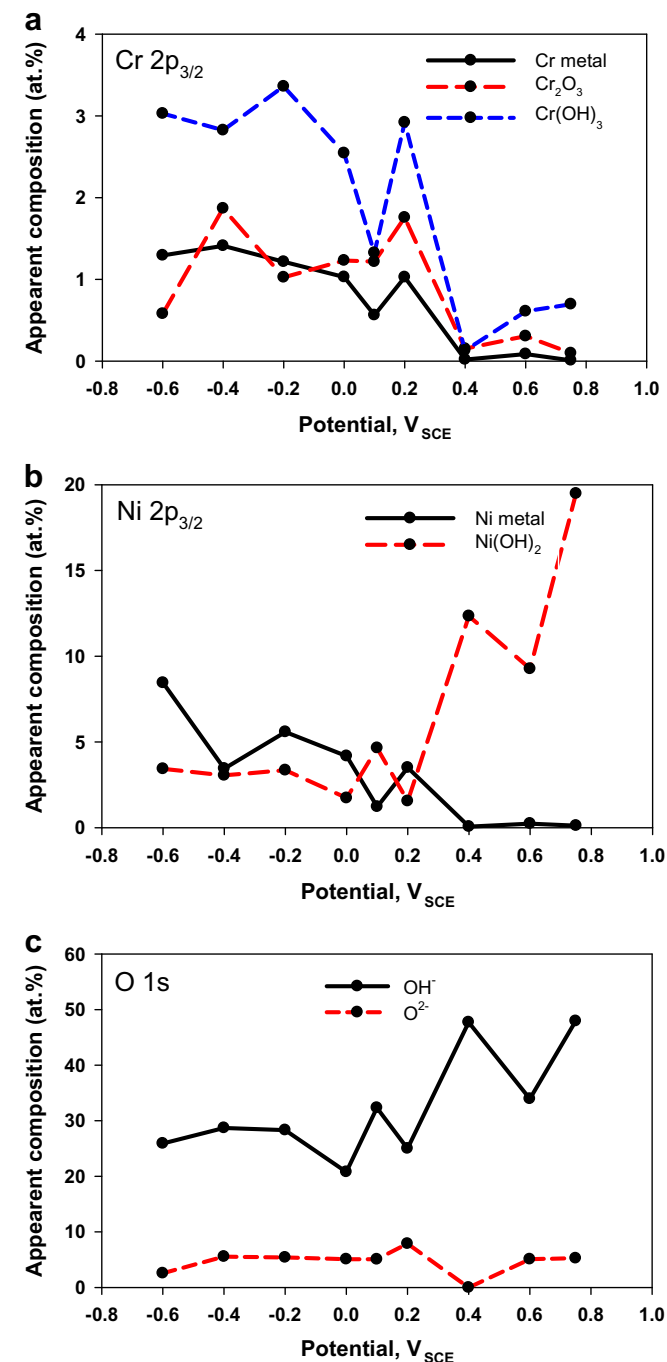 a
Cr 2p3/2
Cr metal
Cr2O3
Cr(OH)3
Appearent composition (at.%)
4
3
2
1
0
-0.8 -0.6 -0.4 -0.2 0.0 0.2 0.4 0.6 0.8 1.0
Potential, VSCE
b
Ni 2p3/2
Ni metal
Ni(OH)2
Appearent composition (at.%)
20
15
10
5
0
-0.8 -0.6 -0.4 -0.2 0.0 0.2 0.4 0.6 0.8 1.0
Potential, VSCE
c
O 1s
OH-
O2-
Appearent composition (at.%)
60
50
40
30
20
10
0
-0.8 -0.6 -0.4 -0.2 0.0 0.2 0.4 0.6 0.8 1.0
Potential, VSCE